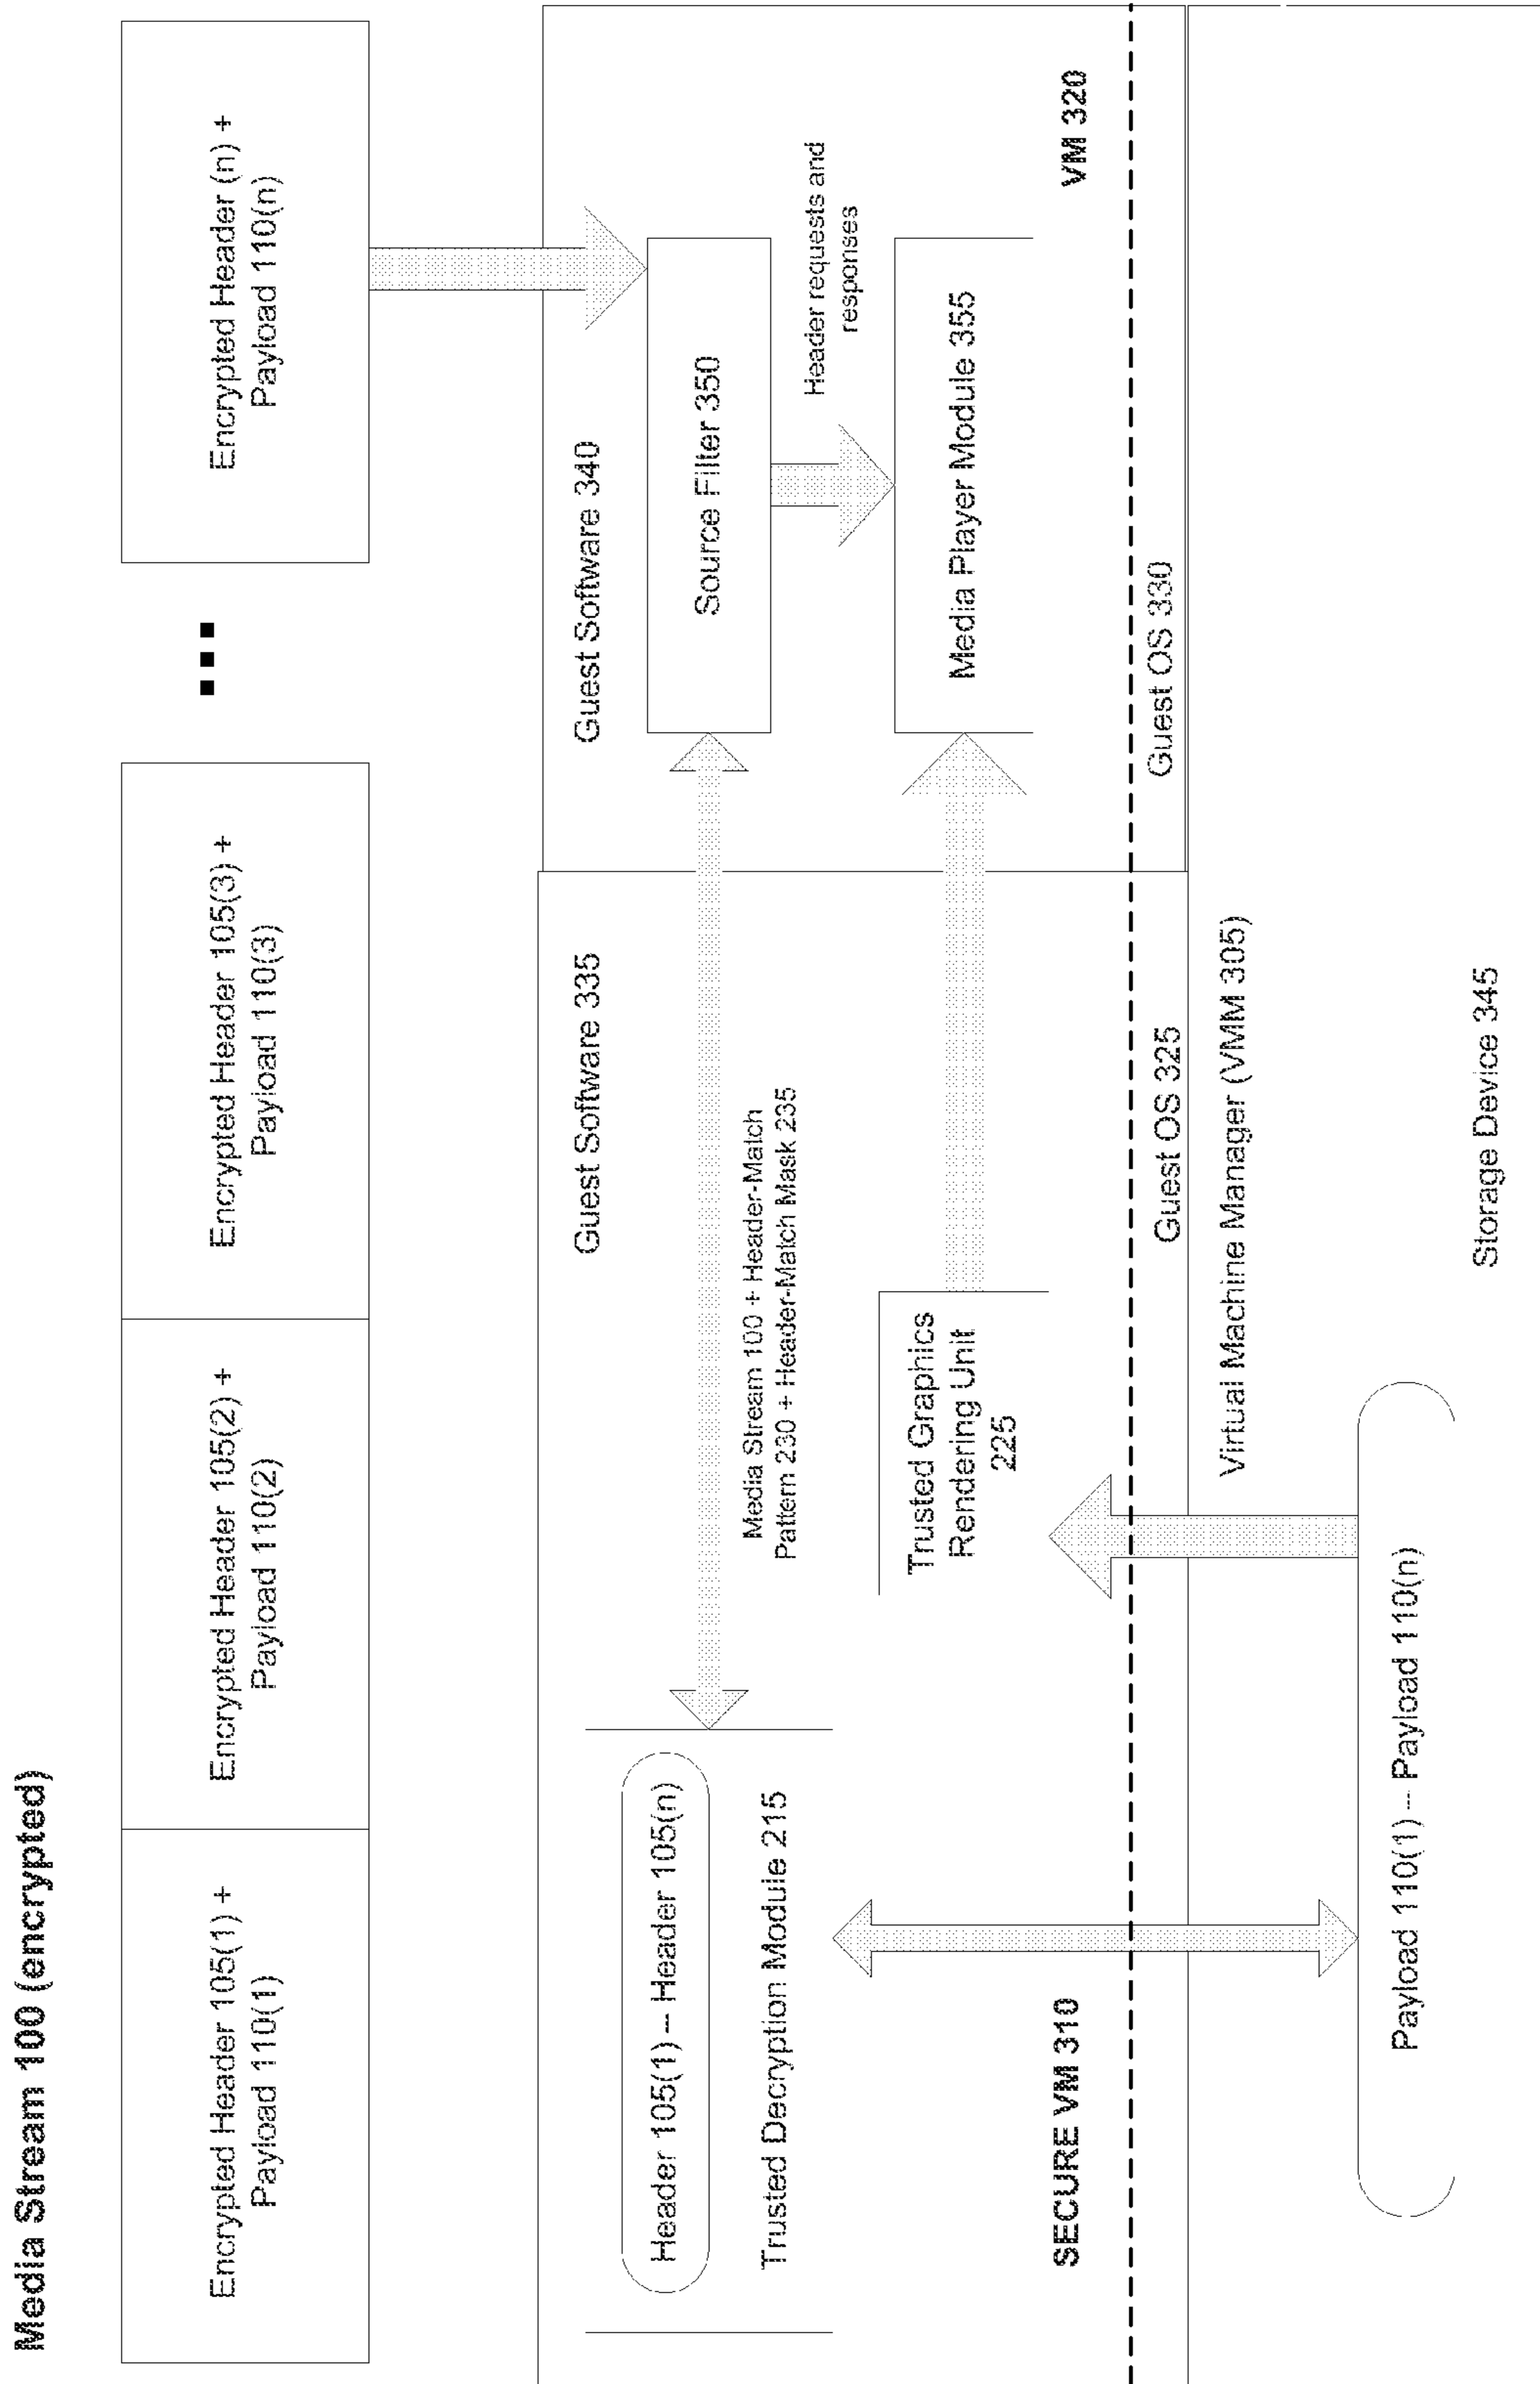 Media Stream 100 (encrypted)
Encrypted Header 105(1) +
Payload 110(1)
Encrypted Header 105(2) +
Payload 110(2)
Encrypted Header 105(3) +
Payload 110(3)
...
Encrypted Header (n) +
Payload 110(n)
Guest Software 335
Guest Software 340
Header 105(1) -- Header 105(n)
Trusted Decryption Module 215
Media Stream 100 + Header-Match
Pattern 230 + Header-Match Mask 235
Source Filter 350
Header requests and
responses
Trusted Graphics
Rendering Unit
225
Media Player Module 355
SECURE VM 310
VM 320
Guest OS 325
Guest OS 330
Virtual Machine Manager (VMM 305)
Payload 110(1) -- Payload 110(n)
Storage Device 345